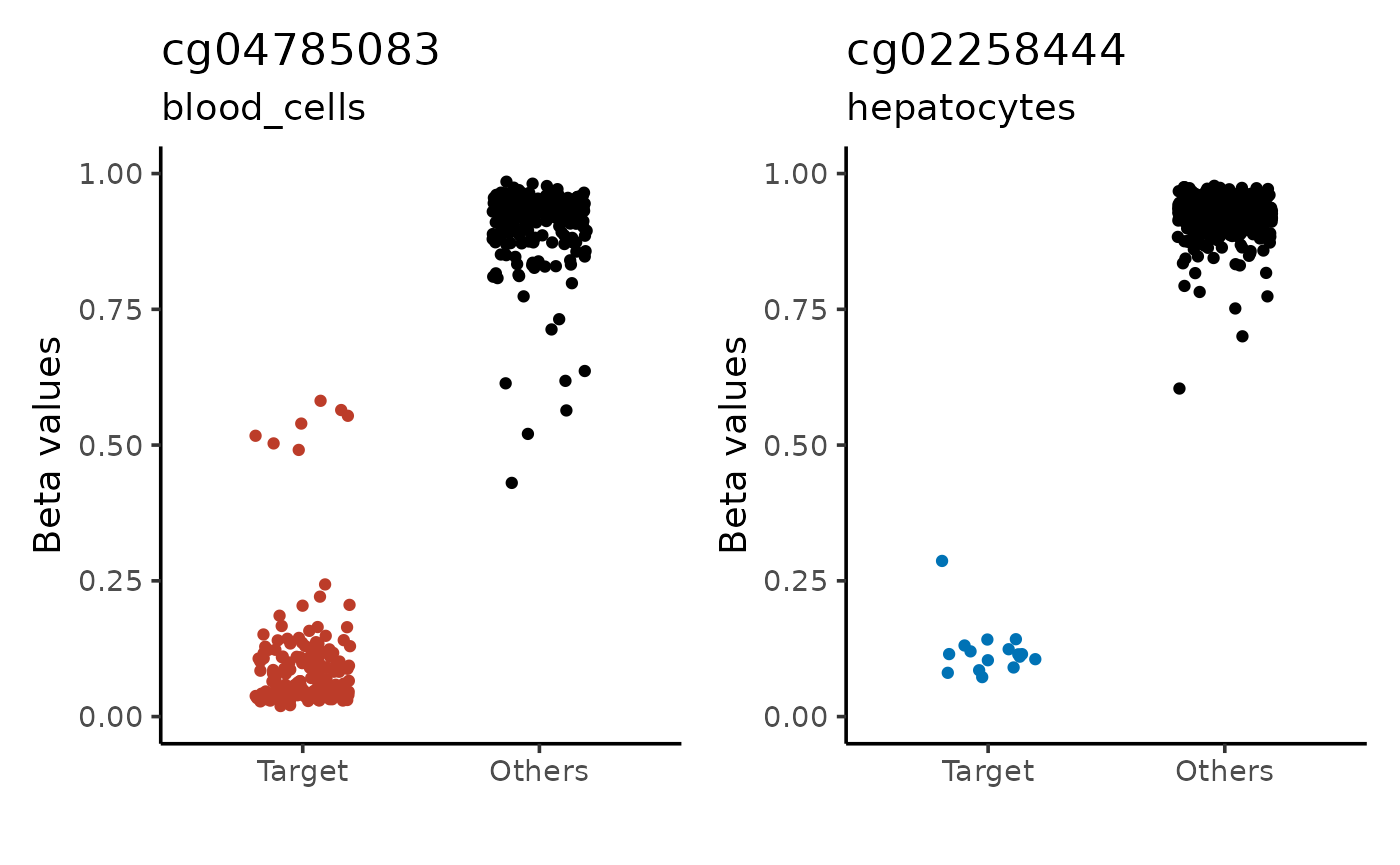 cg04785083
blood_cells
Beta values
1.00
0.75
0.50
0.25
0.00
Target Others
cg02258444
hepatocytes
Beta values
1.00
0.75
0.50
0.25
0.00
Target Others